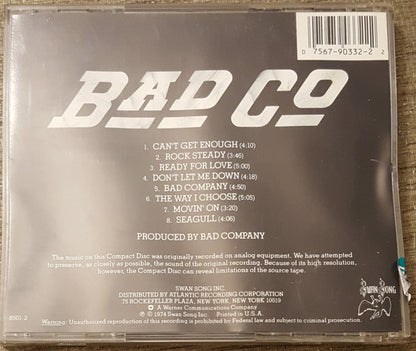 0 7567-90332-2 2
BAD CO
1. CAN'T GET ENOUGH (4:10)
2. ROCK STEADY (3:46)
3. READY FOR LOVE (5:00)
4. DON'T LET ME DOWN (4:18)
5. BAD COMPANY (4:50)
6. THE WAY I CHOOSE (5:05)
7. MOVIN' ON (3:20)
8. SEAGULL (4:06)
PRODUCED BY BAD COMPANY
The music on this Compact Disc was originally recorded on analog equipment. We have attempted
to preserve, as closely as possible, the sound of the original recording. Because of its high resolution,
however, the Compact Disc can reveal limitations of the source tape.
SWAN SONG INC.
DISTRIBUTED BY ATLANTIC RECORDING CORPORATION
75 ROCKEFELLER PLAZA, NEW YORK, NEW YORK 10019
A Warner Communications Company
℗ © 1974 Swan Song Inc. Printed in U.S.A.
SWAN SONG
8501 2
Warning: Unauthorized reproduction of this recording is prohibited by Federal law and subject to criminal prosecution.